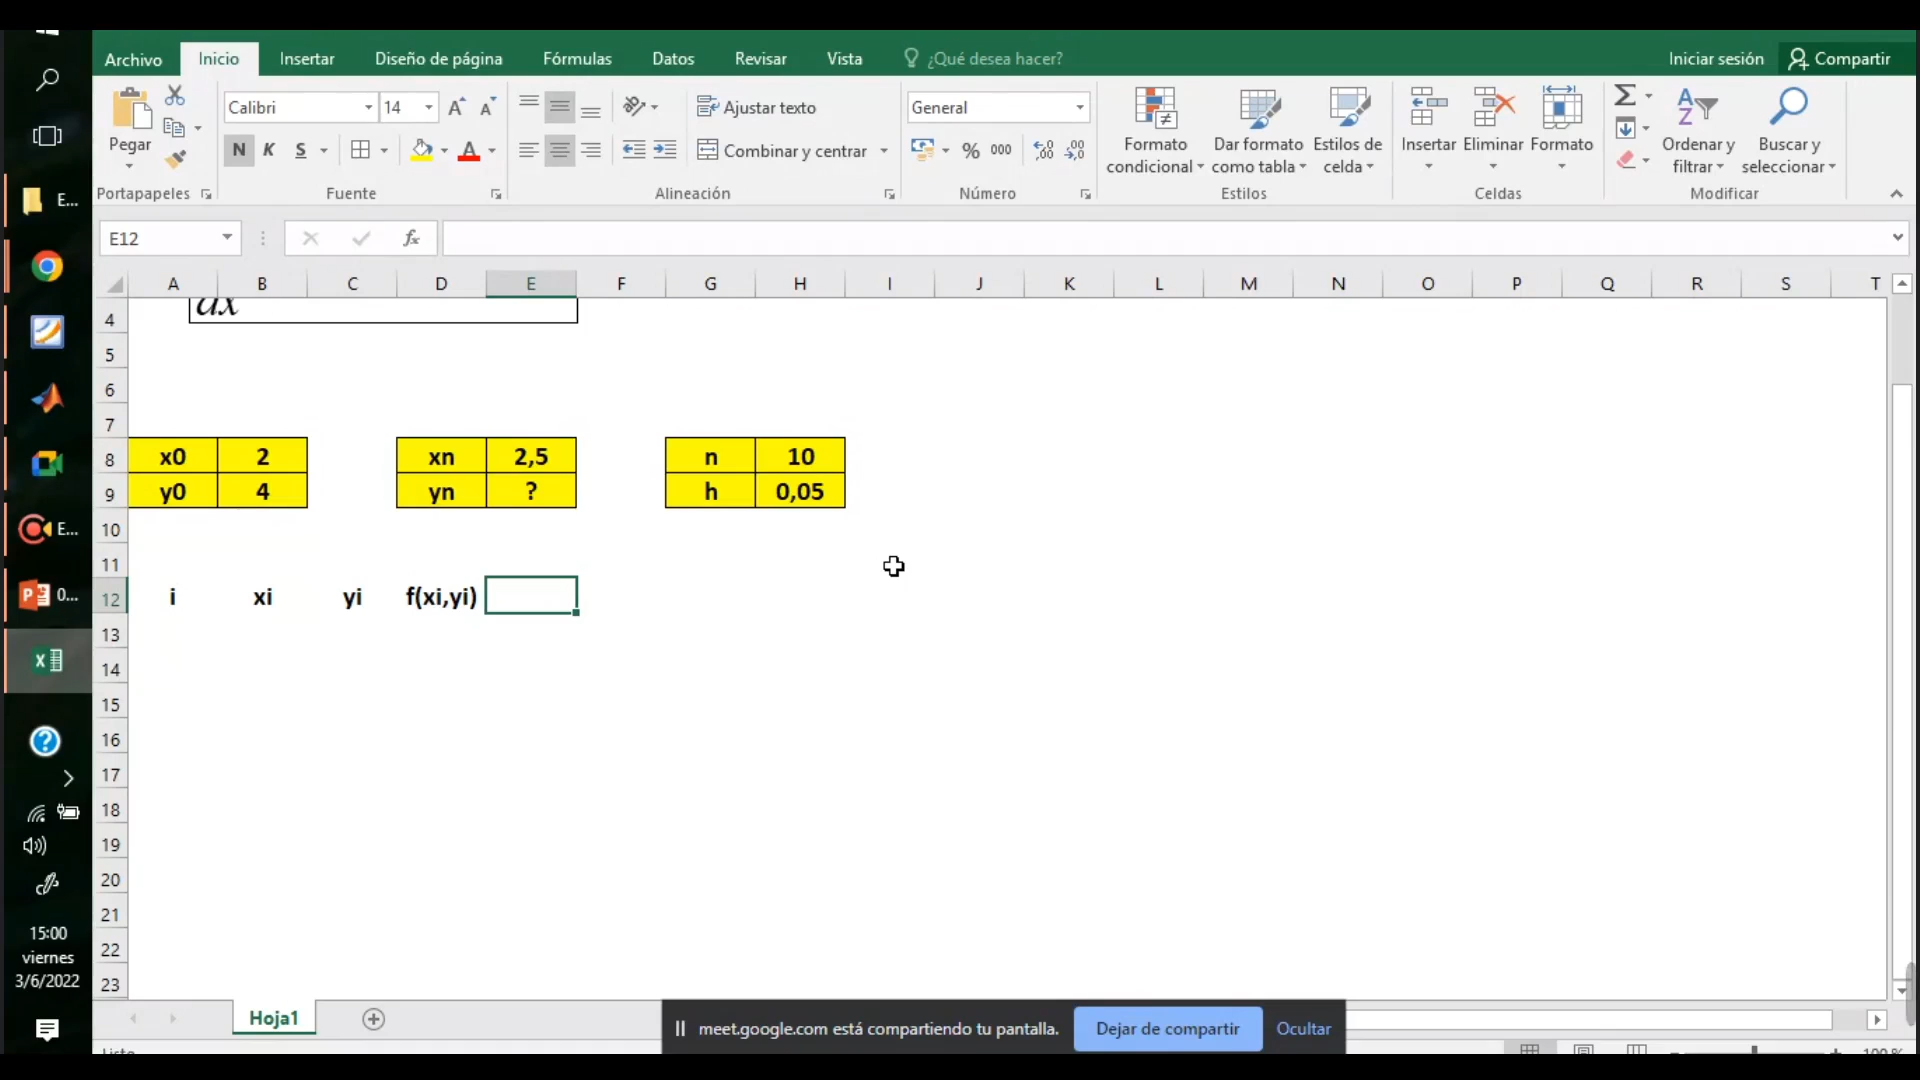 Archivo Inicio Insertar Diseño de página Fórmulas Datos Revisar Vista ¿Qué desea hacer? Iniciar sesión Compartir
Pegar
Portapapeles
Calibri 14
N K S A
Fuente
Ajustar texto
Combinar y centrar
Alineación
General
% 000
Número
Formato condicional
Dar formato como tabla
Estilos de celda
Estilos
Insertar Eliminar Formato
Celdas
Ordenar y filtrar
Buscar y seleccionar
Modificar
E12 fx
A B C D E F G H I J K L M N O P Q R S T
4 dx
5
6
7
8 x0 2 xn 2,5 n 10
9 y0 4 yn ? h 0,05
10
11
12 i xi yi f(xi,yi)
13
14
15
16
17
18
19
20
21
22
23
E...
E...
0...
15:00
viernes
3/6/2022
Hoja1
meet.google.com está compartiendo tu pantalla. Dejar de compartir Ocultar
Listo
100 %